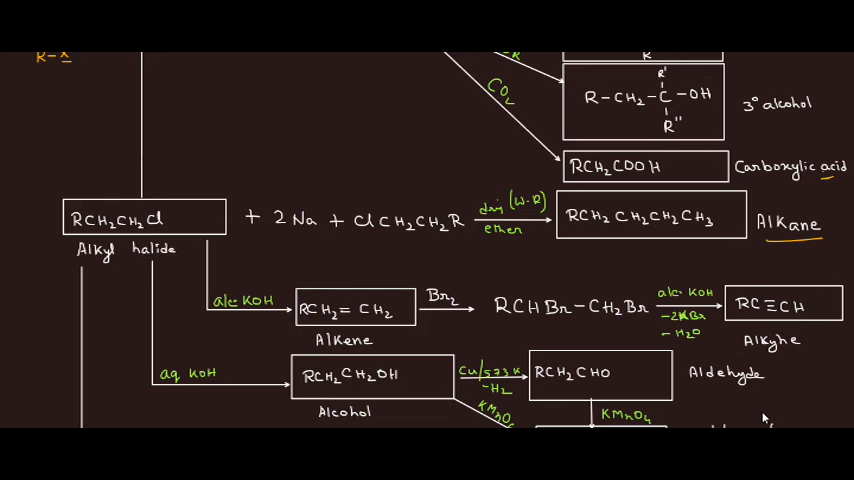 R-X
R
CO2
R'
R-CH2-C-OH
R"
3° alcohol
RCH2COOH
Carboxylic acid
RCH2CH2Cl + 2Na + ClCH2CH2R
dry (W.R)
ether
RCH2CH2CH2CH3
Alkane
Alkyl halide
alc. KOH
RCH2=CH2
Alkene
Br2
RCHBr-CH2Br
alc. KOH
-2KBr
-H2O
RC≡CH
Alkyne
aq KOH
RCH2CH2OH
Alcohol
Cu/573K
-H2
RCH2CHO
Aldehyde
KMnO4
KMnO4